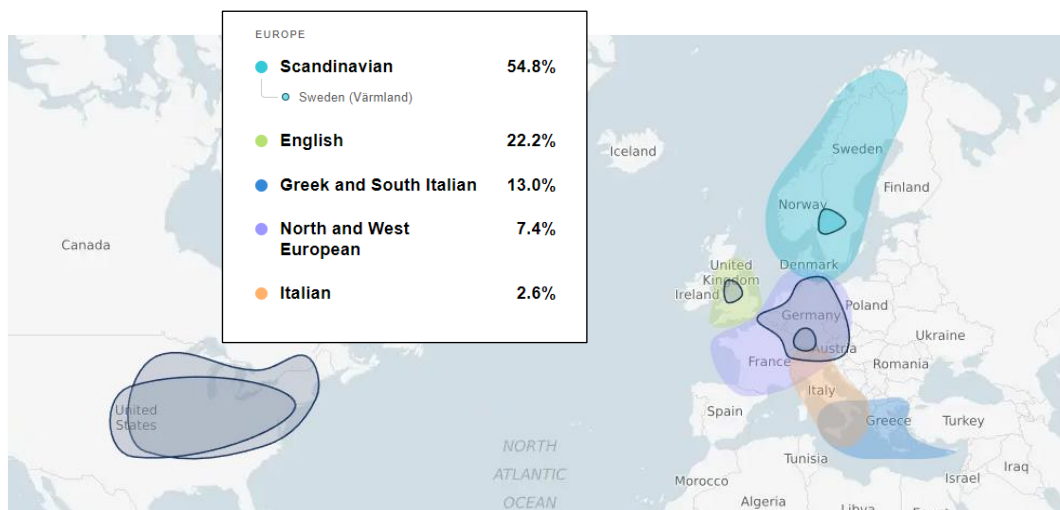 EUROPE
Scandinavian 54.8%
Sweden (Värmland)
English 22.2%
Greek and South Italian 13.0%
North and West 7.4%
European
Italian 2.6%
Iceland
Sweden
Finland
Norway
Canada
Denmark
United
Kingdom
Ireland
Poland
Germany
Ukraine
Austria
France
Romania
Italy
United
States
Spain
Greece
Turkey
NORTH
ATLANTIC
OCEAN
Tunisia
Iraq
Israel
Morocco
Algeria
Libya